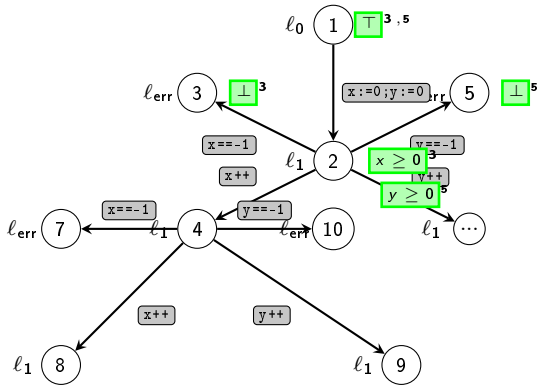 ℓ0 1 ⊤ 3 ,5
ℓerr 3 ⊥ 3 x:=0;y:=0 err 5 ⊥ 5
x==-1 ℓ1 2 x ≥ 0 3 y==-1
x++ y ≥ 0 5 y++
x==-1 y==-1
ℓerr 7 ℓ1 4 ℓerr 10 ℓ1 ...
x++ y++
ℓ1 8 ℓ1 9